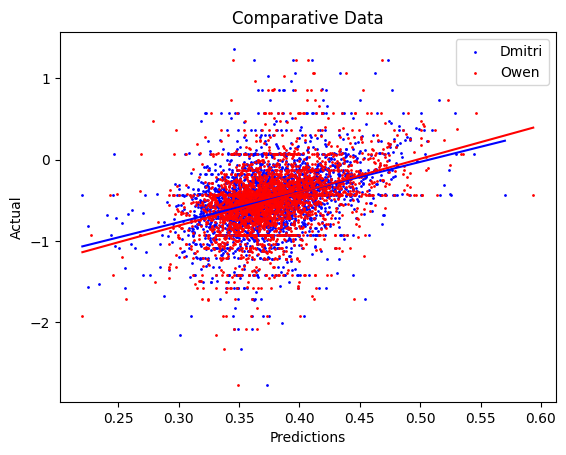 Comparative Data
Dmitri
Owen
Actual
1
0
−1
−2
0.25 0.30 0.35 0.40 0.45 0.50 0.55 0.60
Predictions